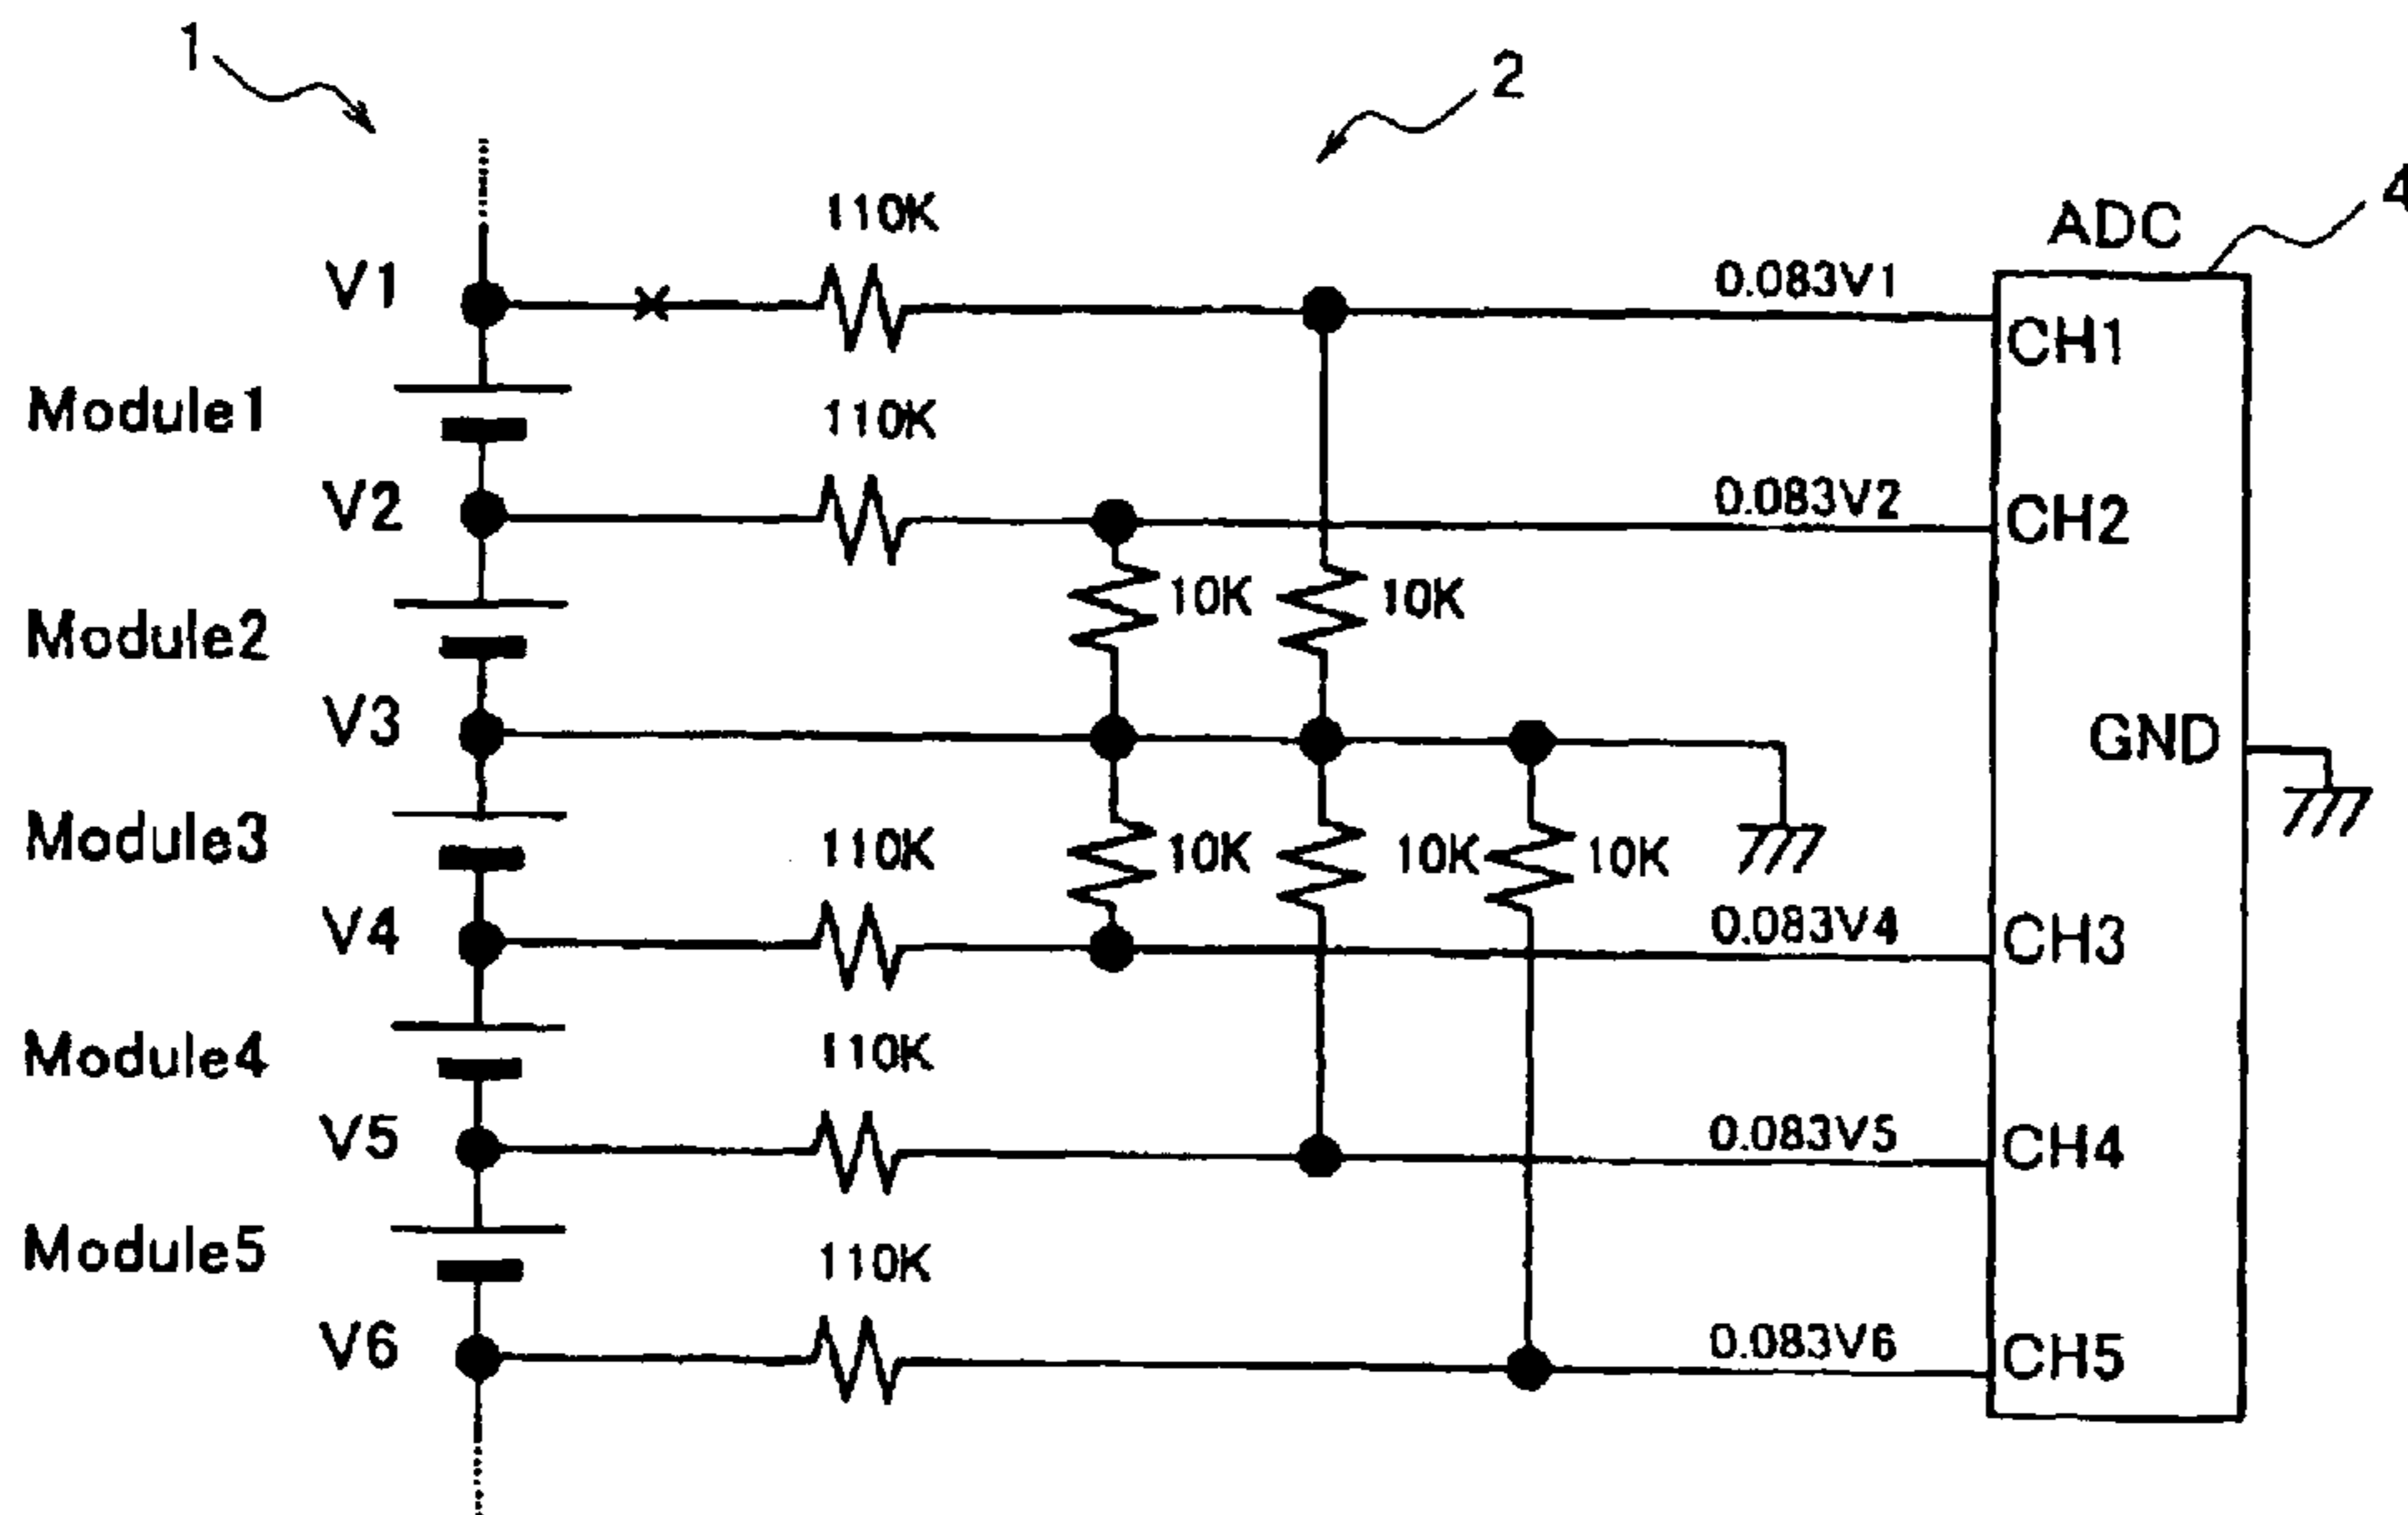 1
2
4
ADC
110K
V1
0.083V1
CH1
Module1
110K
V2
0.083V2
CH2
10K
10K
Module2
V3
GND
Module3
110K
10K
10K
10K
V4
0.083V4
CH3
Module4
110K
V5
0.083V5
CH4
Module5
110K
V6
0.083V6
CH5